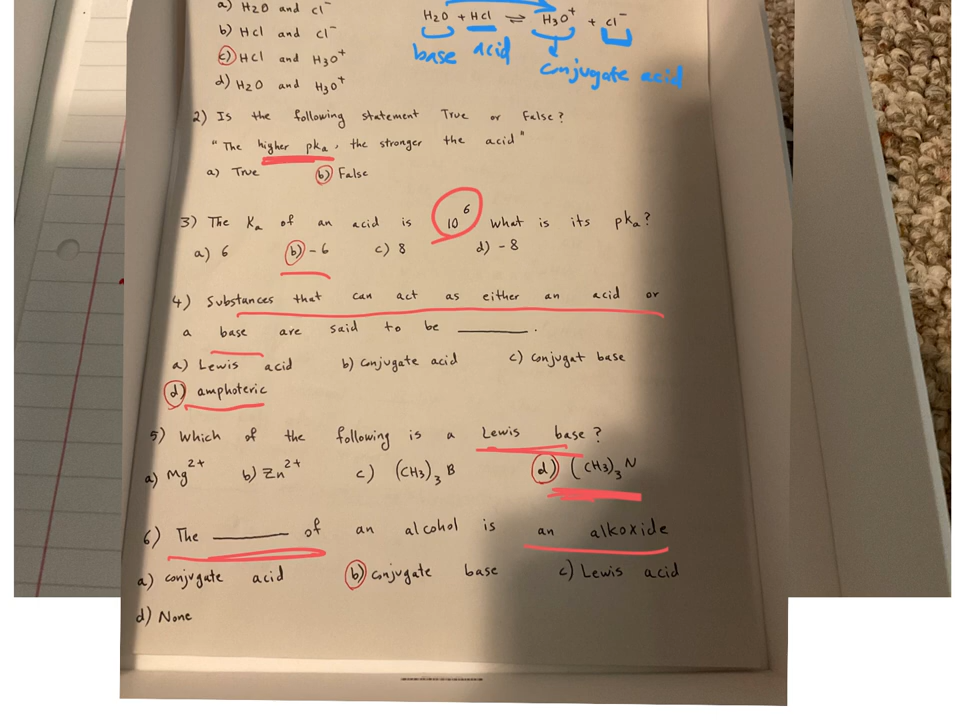 a) H2O and cl⁻
H2O + Hcl ⇌ H3O⁺ + cl⁻
b) Hcl and cl⁻
base acid conjugate acid
c) Hcl and H3O⁺
d) H2O and H3O⁺
2) Is the following statement True or False?
"The higher pka, the stronger the acid"
a) True b) False
3) The Ka of an acid is 10⁶ what is its pka?
a) 6 b) -6 c) 8 d) -8
4) Substances that can act as either an acid or
a base are said to be ______.
a) Lewis acid b) conjugate acid c) conjugat base
d) amphoteric
5) Which of the following is a Lewis base?
a) Mg²⁺ b) Zn²⁺ c) (CH3)3 B d) (CH3)3 N
6) The ______ of an alcohol is an alkoxide
a) conjugate acid b) conjugate base c) Lewis acid
d) None